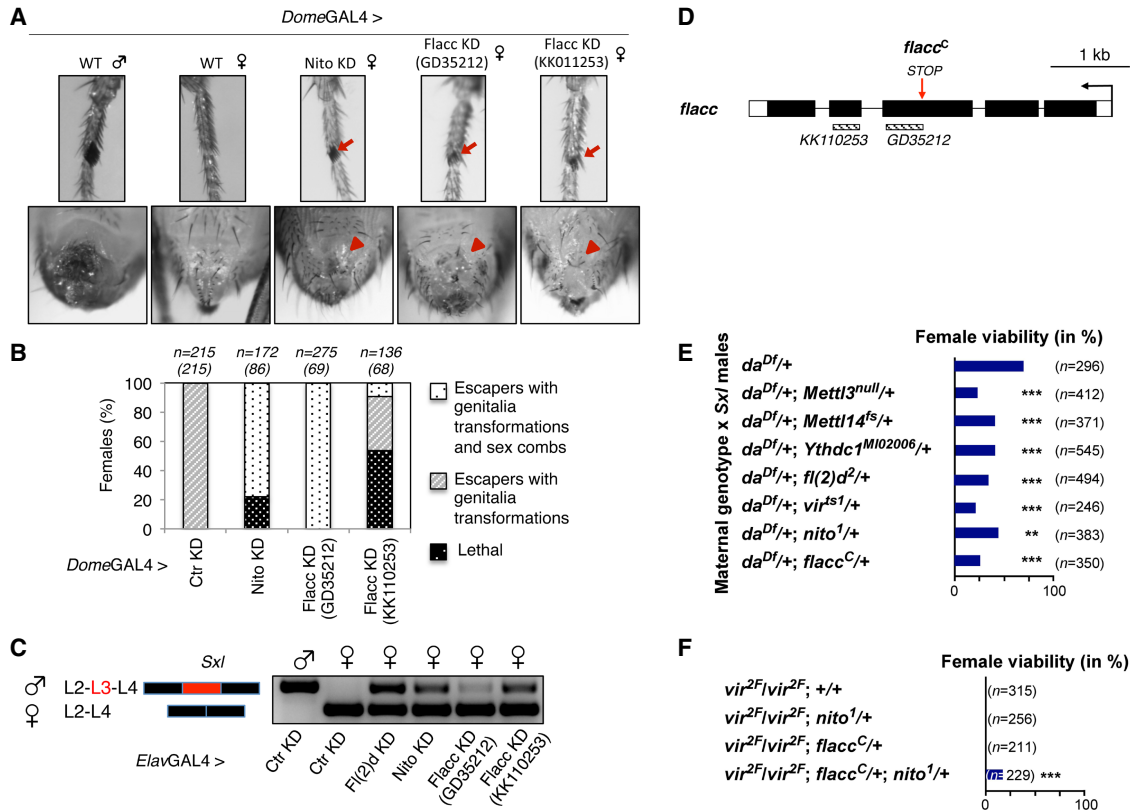 A
DomeGAL4 >
WT ♂
WT ♀
Nito KD ♀
Flacc KD (GD35212) ♀
Flacc KD (KK011253) ♀
B
n=215 (215)
n=172 (86)
n=275 (69)
n=136 (68)
Females (%)
100
80
60
40
20
0
DomeGAL4 >
Ctr KD
Nito KD
Flacc KD (GD35212)
Flacc KD (KK110253)
Escapers with
genitalia
transformations
and sex combs
Escapers with
genitalia
transformations
Lethal
C
Sxl
♂ L2-L3-L4
♀ L2-L4
ElavGAL4 >
♂ ♀ ♀ ♀ ♀ ♀
Ctr KD
Ctr KD
Fl(2)d KD
Nito KD
Flacc KD (GD35212)
Flacc KD (KK110253)
D
flaccC
STOP
1 kb
flacc
KK110253
GD35212
E
Female viability (in %)
Maternal genotype x Sxl males
daDf/+ (n=296)
daDf/+; Mettl3null/+ *** (n=412)
daDf/+; Mettl14fs/+ *** (n=371)
daDf/+; Ythdc1MI02006/+ *** (n=545)
daDf/+; fl(2)d2/+ *** (n=494)
daDf/+; virts1/+ *** (n=246)
daDf/+; nito1/+ ** (n=383)
daDf/+; flaccC/+ *** (n=350)
0 100
F
Female viability (in %)
vir2F/vir2F; +/+ (n=315)
vir2F/vir2F; nito1/+ (n=256)
vir2F/vir2F; flaccC/+ (n=211)
vir2F/vir2F; flaccC/+; nito1/+ (n= 229) ***
0 100